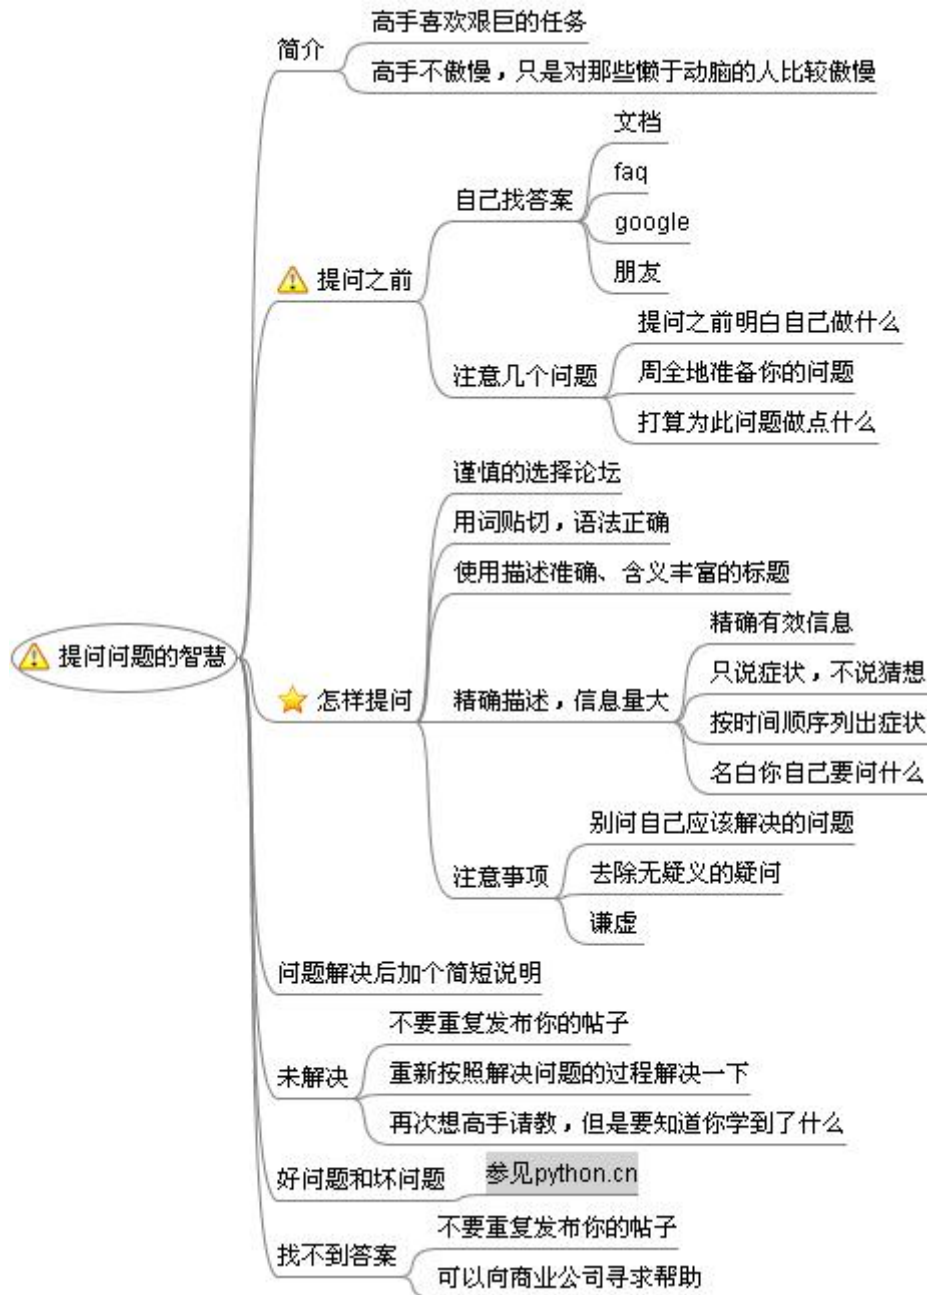 高手喜欢艰巨的任务
简介
高手不傲慢，只是对那些懒于动脑的人比较傲慢
文档
faq
自己找答案
google
提问之前
朋友
提问之前明白自己做什么
注意几个问题
周全地准备你的问题
打算为此问题做点什么
谨慎的选择论坛
用词贴切，语法正确
使用描述准确、含义丰富的标题
精确有效信息
提问问题的智慧
只说症状，不说猜想
怎样提问
精确描述，信息量大
按时间顺序列出症状
名白你自己要问什么
别问自己应该解决的问题
注意事项
去除无疑义的疑问
谦虚
问题解决后加个简短说明
不要重复发布你的帖子
未解决
重新按照解决问题的过程解决一下
再次想高手请教，但是要知道你学到了什么
好问题和坏问题
参见python.cn
不要重复发布你的帖子
找不到答案
可以向商业公司寻求帮助